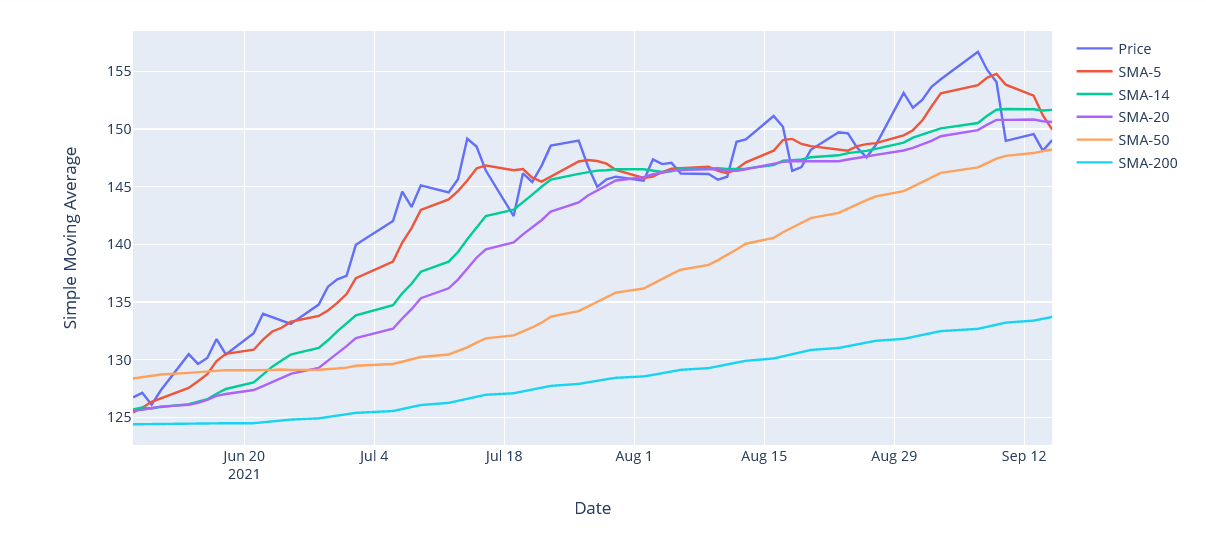 155
150
145
140
135
130
125
Simple Moving Average
Jun 20
2021
Jul 4
Jul 18
Aug 1
Aug 15
Aug 29
Sep 12
Date
Price
SMA-5
SMA-14
SMA-20
SMA-50
SMA-200